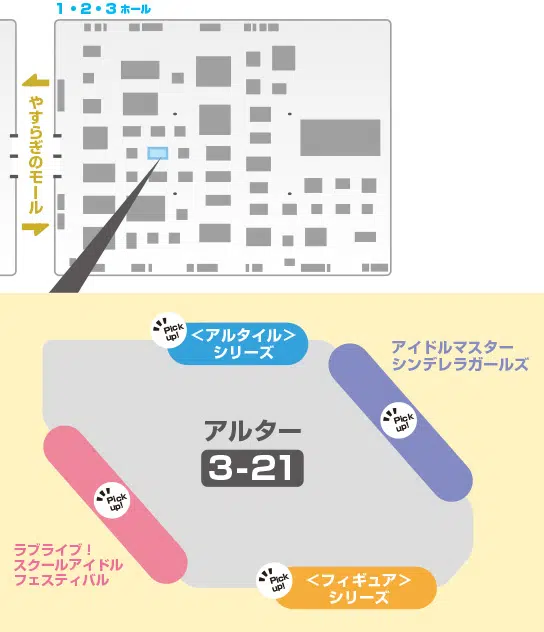 1・2・3ホール
やすらぎのモール
Pick
up!
＜アルタイル＞
シリーズ
アイドルマスター
シンデレラガールズ
Pick
up!
アルター
3-21
Pick
up!
ラブライブ！
スクールアイドル
フェスティバル
Pick
up!
＜フィギュア＞
シリーズ